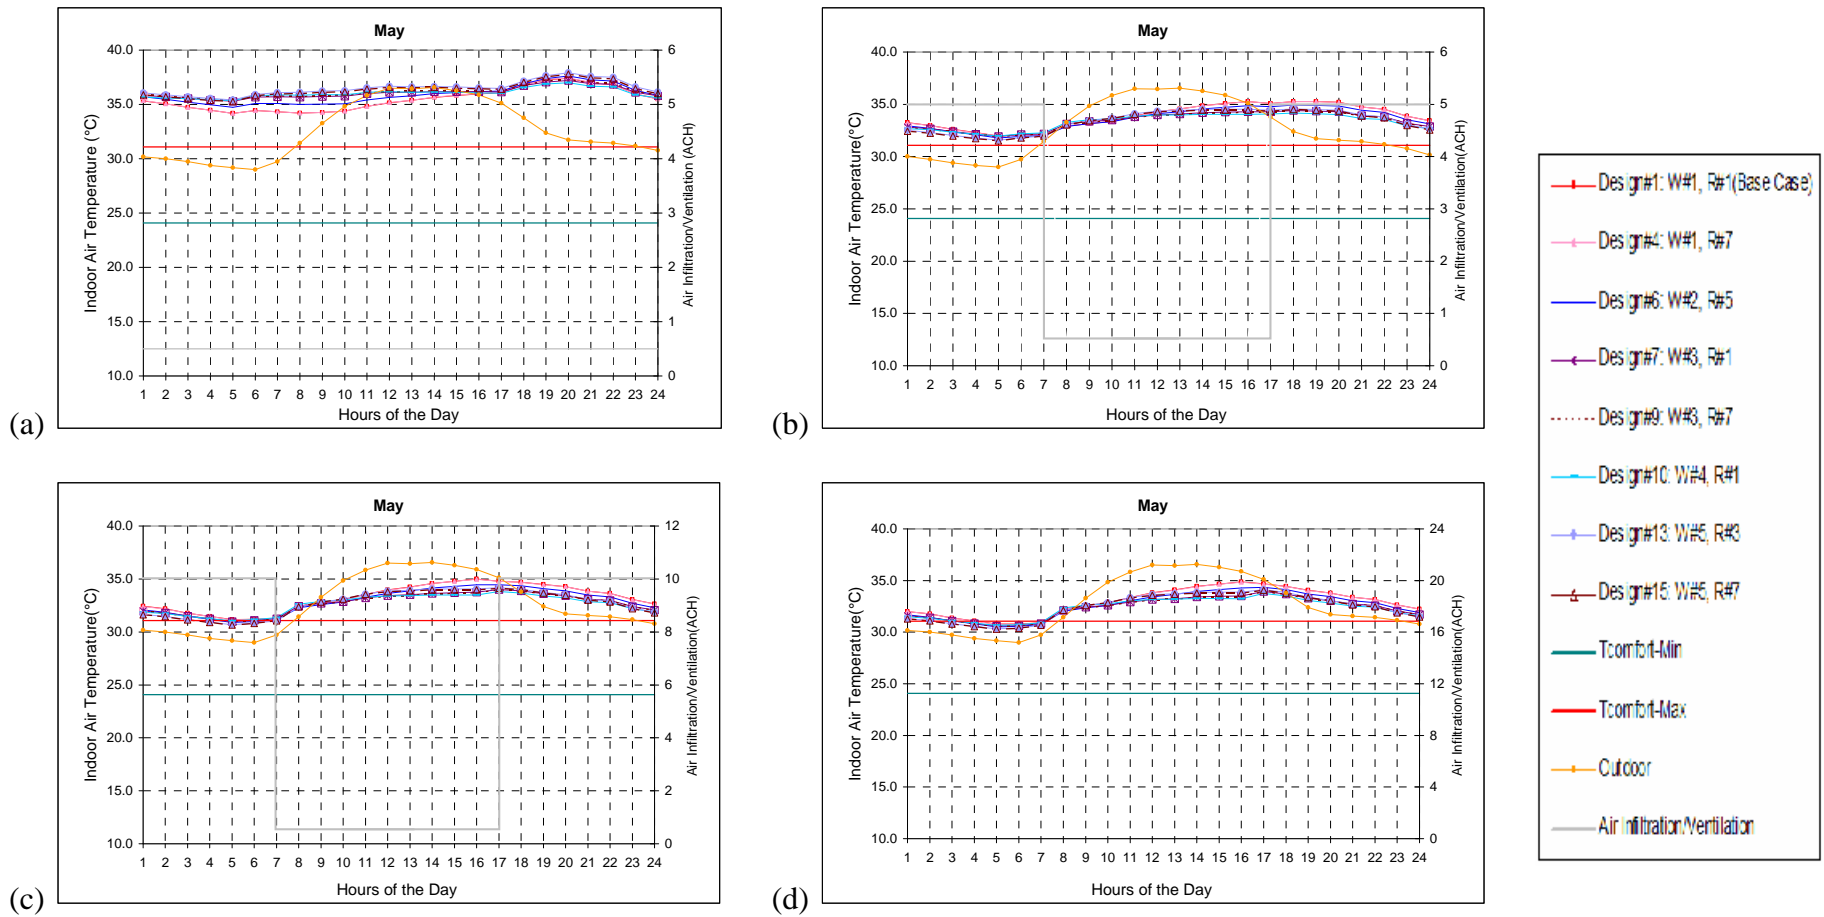 May
40.0
35.0
30.0
25.0
20.0
15.0
10.0
6
5
4
3
2
1
0
Indoor Air Temperature (°C)
Air Infiltration/Ventilation (ACH)
1 2 3 4 5 6 7 8 9 10 11 12 13 14 15 16 17 18 19 20 21 22 23 24
Hours of the Day
(a)
May
40.0
35.0
30.0
25.0
20.0
15.0
10.0
6
5
4
3
2
1
0
Indoor Air Temperature(°C)
Air Infiltration/Ventilation(ACH)
1 2 3 4 5 6 7 8 9 10 11 12 13 14 15 16 17 18 19 20 21 22 23 24
Hours of the Day
(b)
May
40.0
35.0
30.0
25.0
20.0
15.0
10.0
12
10
8
6
4
2
0
Indoor Air Temperature(°C)
Air Infiltration/Ventilation(ACH)
1 2 3 4 5 6 7 8 9 10 11 12 13 14 15 16 17 18 19 20 21 22 23 24
Hours of the Day
(c)
May
40.0
35.0
30.0
25.0
20.0
15.0
10.0
24
20
16
12
8
4
0
Indoor Air Temperature(°C)
Air Infiltration/Ventilation(ACH)
1 2 3 4 5 6 7 8 9 10 11 12 13 14 15 16 17 18 19 20 21 22 23 24
Hours of the Day
(d)
Design#1: W#1, R#1(Base Case)
Design#4: W#1, R#7
Design#6: W#2, R#5
Design#7: W#3, R#1
Design#9: W#3, R#7
Design#10: W#4, R#1
Design#13: W#5, R#3
Design#15: W#5, R#7
Tcomfort-Min
Tcomfort-Max
Outdoor
Air Infiltration/Ventilation